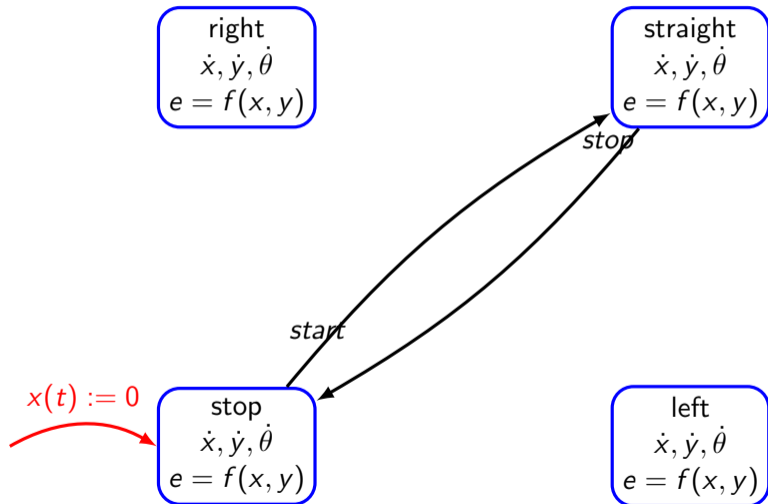 right
ẋ, ẏ, θ̇
e = f(x, y)
straight
ẋ, ẏ, θ̇
e = f(x, y)
stop
start
x(t) := 0
stop
ẋ, ẏ, θ̇
e = f(x, y)
left
ẋ, ẏ, θ̇
e = f(x, y)